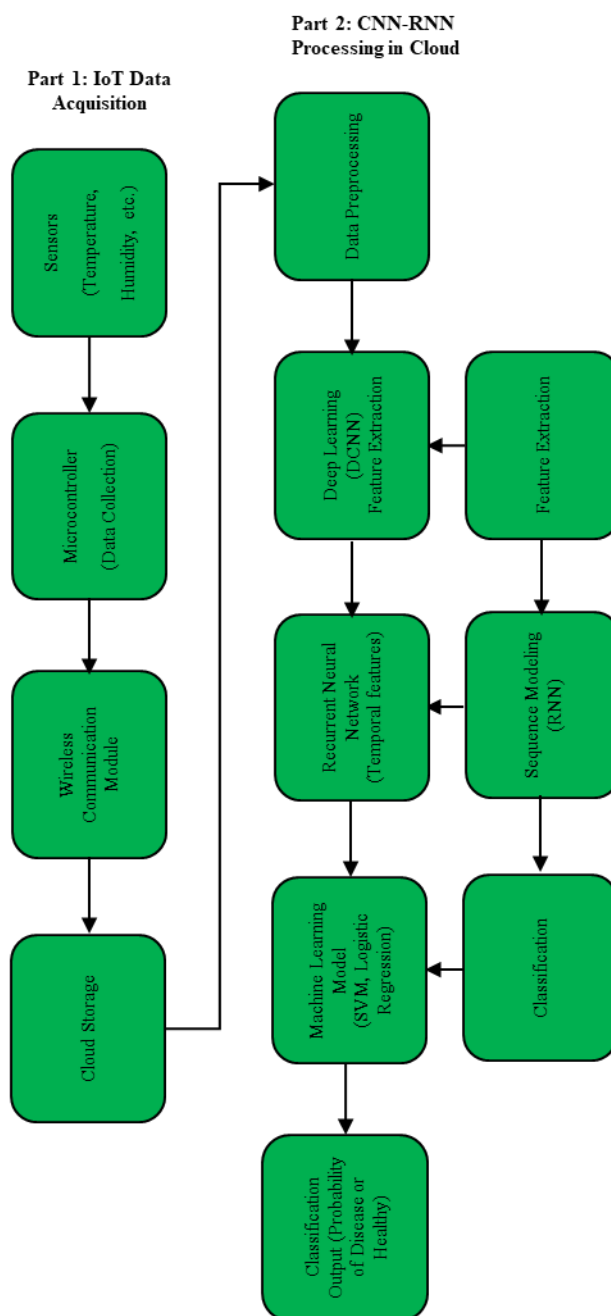 Part 1: IoT Data
Acquisition
Sensors
(Temperature,
Humidity, etc.)
Microcontroller
(Data Collection)
Wireless
Communication
Module
Cloud Storage
Part 2: CNN-RNN
Processing in Cloud
Data Preprocessing
Deep Learning
(DCNN)
Feature Extraction
Feature Extraction
Recurrent Neural
Network
(Temporal features)
Sequence Modeling
(RNN)
Machine Learning
Model
(SVM, Logistic
Regression)
Classification
Classification
Output (Probability
of Disease or
Healthy)